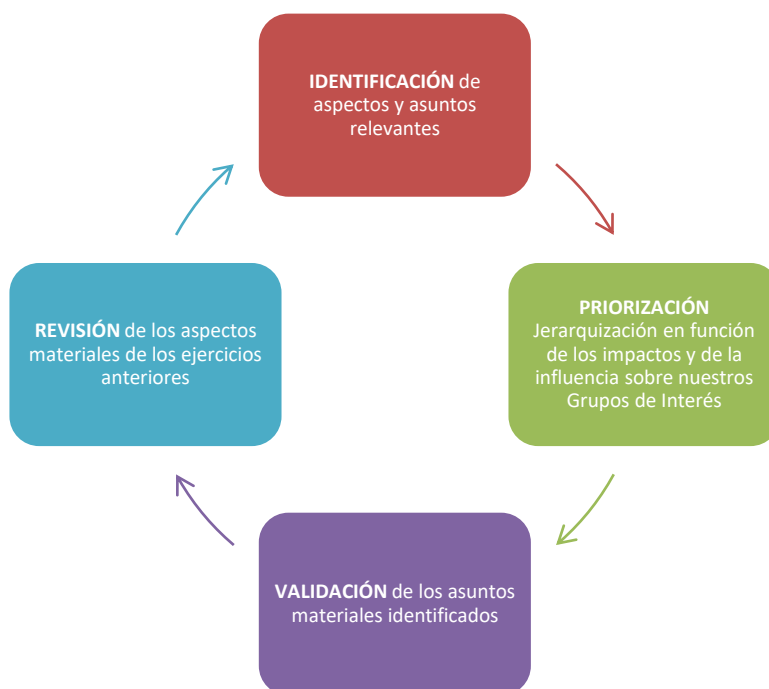 IDENTIFICACIÓN de
aspectos y asuntos
relevantes
PRIORIZACIÓN
Jerarquización en función
de los impactos y de la
influencia sobre nuestros
Grupos de Interés
VALIDACIÓN de los asuntos
materiales identificados
REVISIÓN de los aspectos
materiales de los ejercicios
anteriores